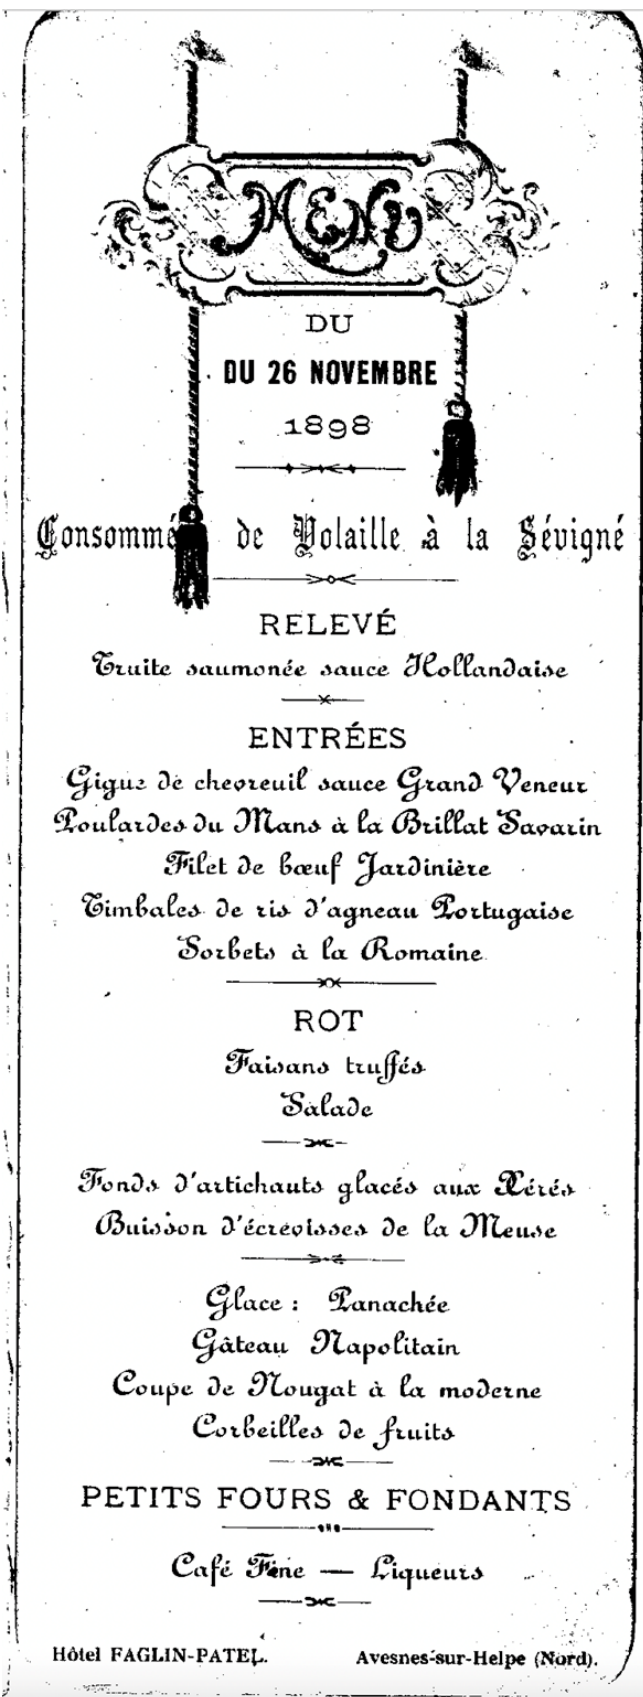 MENU
DU
DU 26 NOVEMBRE
1898
Consommé de Volaille à la Sévigné
RELEVÉ
Truite saumonée sauce Hollandaise
ENTRÉES
Gigue de chevreuil sauce Grand Veneur
Poulardes du Mans à la Brillat Savarin
Filet de bœuf Jardinière
Timbales de ris d'agneau Portugaise
Sorbets à la Romaine
ROT
Faisans truffés
Salade
Fonds d'artichauts glacés aux Xérés
Buisson d'écrevisses de la Meuse
Glace : Panachée
Gâteau Napolitain
Coupe de Nougat à la moderne
Corbeilles de fruits
PETITS FOURS & FONDANTS
Café Fine — Liqueurs
Hôtel FAGLIN-PATEL. Avesnes-sur-Helpe (Nord).